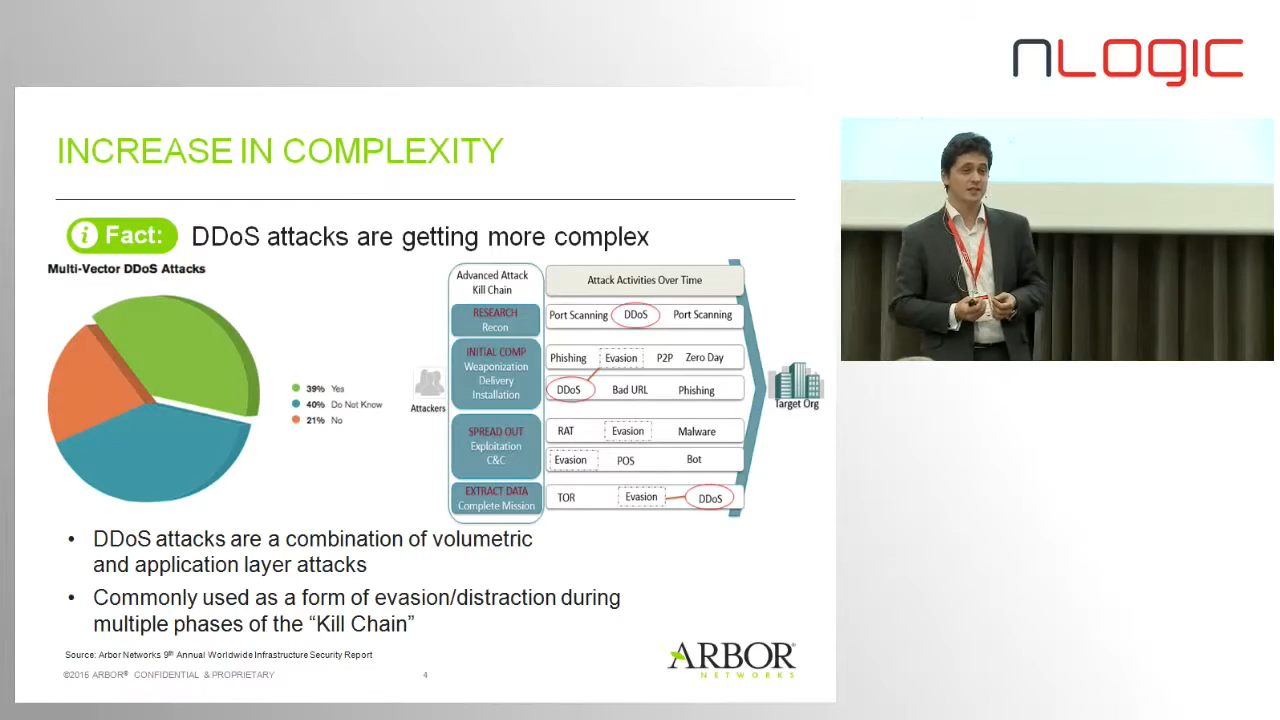 nLOGIC
INCREASE IN COMPLEXITY
i Fact: DDoS attacks are getting more complex
Multi-Vector DDoS Attacks
39% Yes
40% Do Not Know
21% No
Attackers
Advanced Attack
Kill Chain
Attack Activities Over Time
RESEARCH
Recon
Port Scanning DDoS Port Scanning
INITIAL COMP
Weaponization
Delivery
Installation
Phishing Evasion P2P Zero Day
DDoS Bad URL Phishing
SPREAD OUT
Exploitation
C&C
RAT Evasion Malware
Evasion POS Bot
EXTRACT DATA
Complete Mission
TOR Evasion DDoS
Target Org
• DDoS attacks are a combination of volumetric
and application layer attacks
• Commonly used as a form of evasion/distraction during
multiple phases of the “Kill Chain”
Source: Arbor Networks 9th Annual Worldwide Infrastructure Security Report
©2016 ARBOR® CONFIDENTIAL & PROPRIETARY
4
ARBOR®
NETWORKS